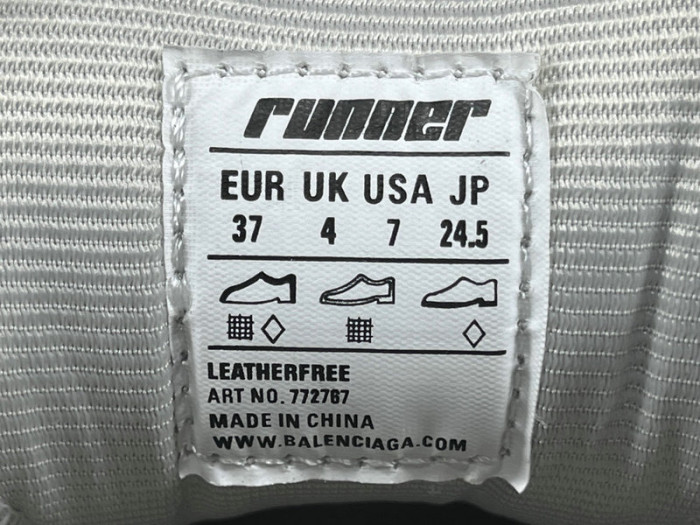 runner
EUR UK USA JP
37 4 7 24.5
LEATHERFREE
ART NO. 772767
MADE IN CHINA
WWW.BALENCIAGA.COM